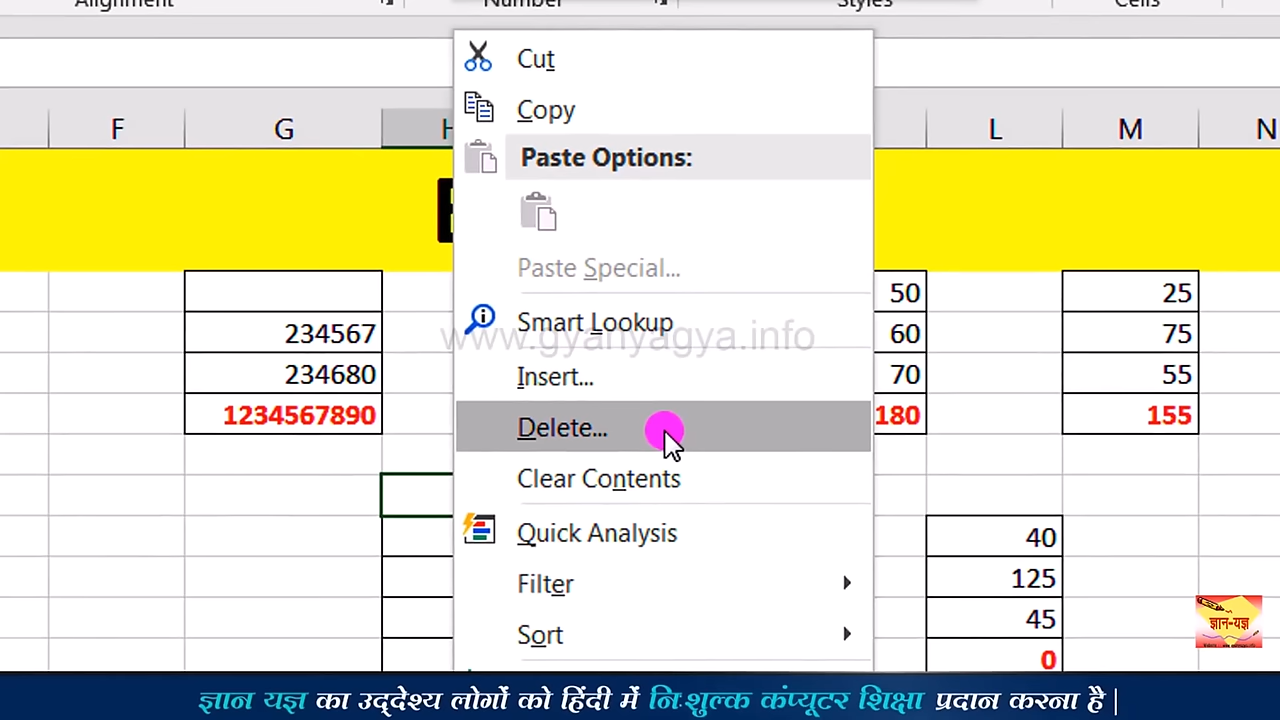 Alignment Number Styles Cells
F G H L M N
Cut
Copy
Paste Options:
Paste Special...
Smart Lookup
Insert...
Delete...
Clear Contents
Quick Analysis
Filter
Sort
www.gyanyagya.info
50 25
234567 60 75
234680 70 55
1234567890 180 155
40
125
45
0
ज्ञान-यज्ञ
ज्ञान यज्ञ का उद्देश्य लोगों को हिंदी में निःशुल्क कंप्यूटर शिक्षा प्रदान करना है |